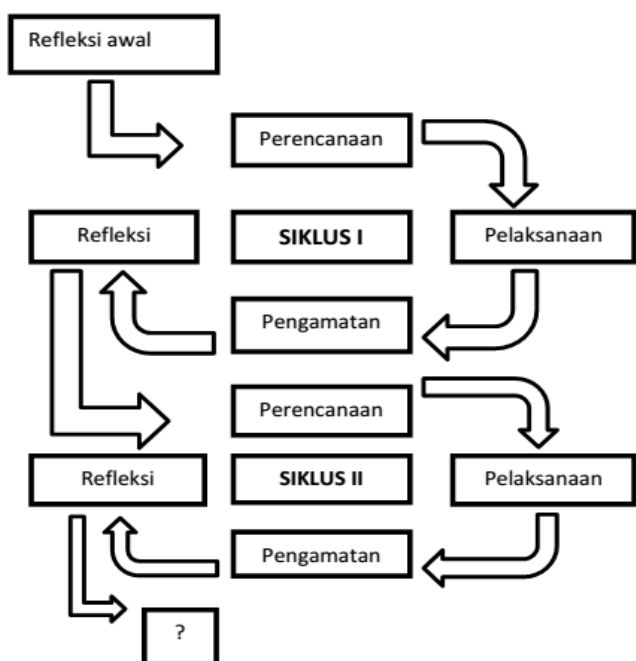 Refleksi awal
Perencanaan
Refleksi
SIKLUS I
Pelaksanaan
Pengamatan
Perencanaan
Refleksi
SIKLUS II
Pelaksanaan
Pengamatan
?